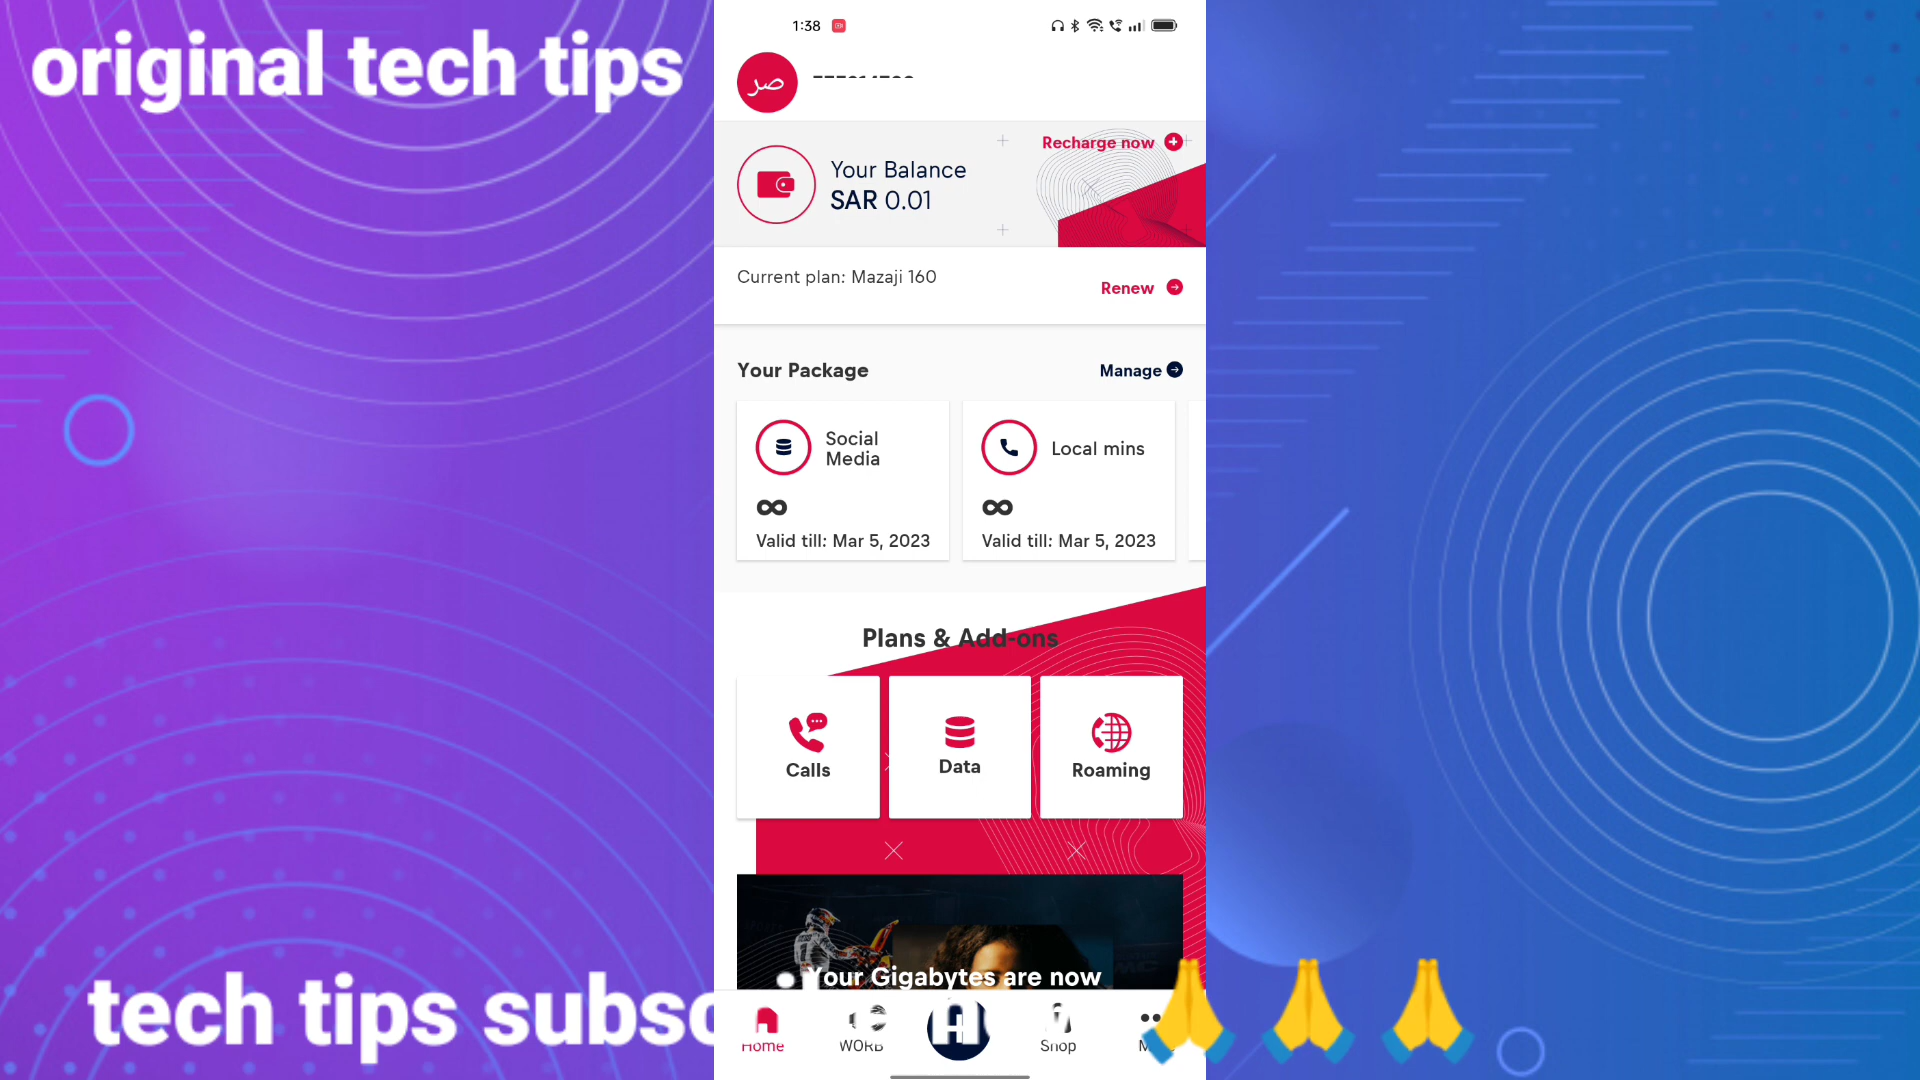 original tech tips
1:38
صر
Recharge now
Your Balance
SAR 0.01
Current plan: Mazaji 160
Renew
Your Package
Manage
Social
Media
Local mins
∞
∞
Valid till: Mar 5, 2023
Valid till: Mar 5, 2023
Plans & Add-ons
Calls
Data
Roaming
Your Gigabytes are now
tech tips subsc
Home
Shop